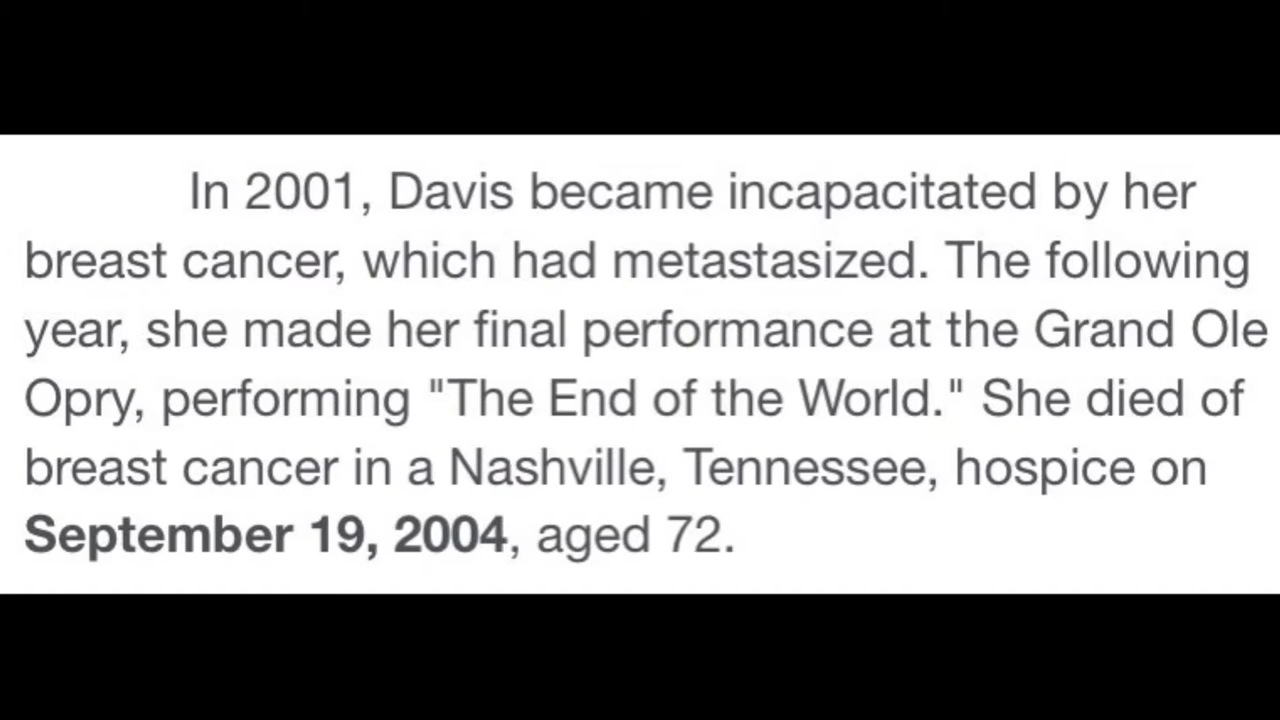 In 2001, Davis became incapacitated by her
breast cancer, which had metastasized. The following
year, she made her final performance at the Grand Ole
Opry, performing "The End of the World." She died of
breast cancer in a Nashville, Tennessee, hospice on
September 19, 2004, aged 72.